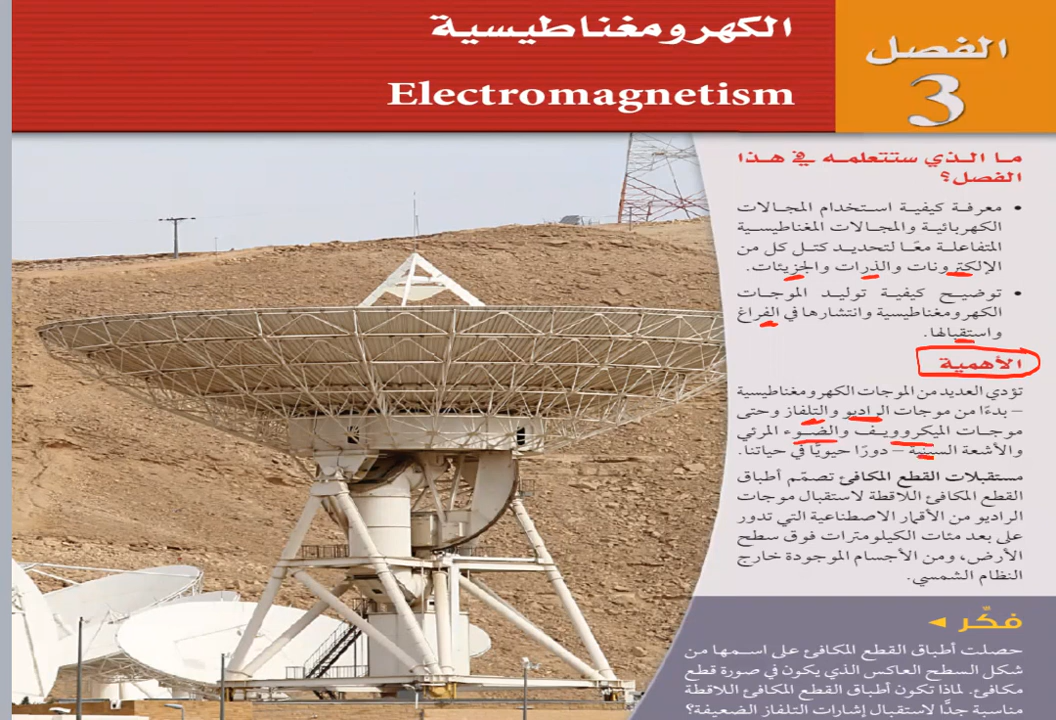 الفصل
3
الكهرومغناطيسية
Electromagnetism
ما الذي ستتعلمه في هذا
الفصل؟
• معرفة كيفية استخدام المجالات
الكهربائية والمجالات المغناطيسية
المتفاعلة معًا لتحديد كتل كل من
الإلكترونات والذرات والجزيئات.
• توضيح كيفية توليد الموجات
الكهرومغناطيسية وانتشارها في الفراغ
واستقبالها.
الأهمية
تؤدي العديد من الموجات الكهرومغناطيسية
– بدءًا من موجات الراديو والتلفاز وحتى
موجات الميكروويف والضوء المرئي
والأشعة السينية – دورًا حيويًّا في حياتنا.
مستقبلات القطع المكافئ تصمّم أطباق
القطع المكافئ اللاقطة لاستقبال موجات
الراديو من الأقمار الاصطناعية التي تدور
على بعد مئات الكيلومترات فوق سطح
الأرض، ومن الأجسام الموجودة خارج
النظام الشمسي.
فكّر ◄
حصلت أطباق القطع المكافئ على اسمها من
شكل السطح العاكس الذي يكون في صورة قطع
مكافئ. لماذا تكون أطباق القطع المكافئ اللاقطة
مناسبة جدًّا لاستقبال إشارات التلفاز الضعيفة؟